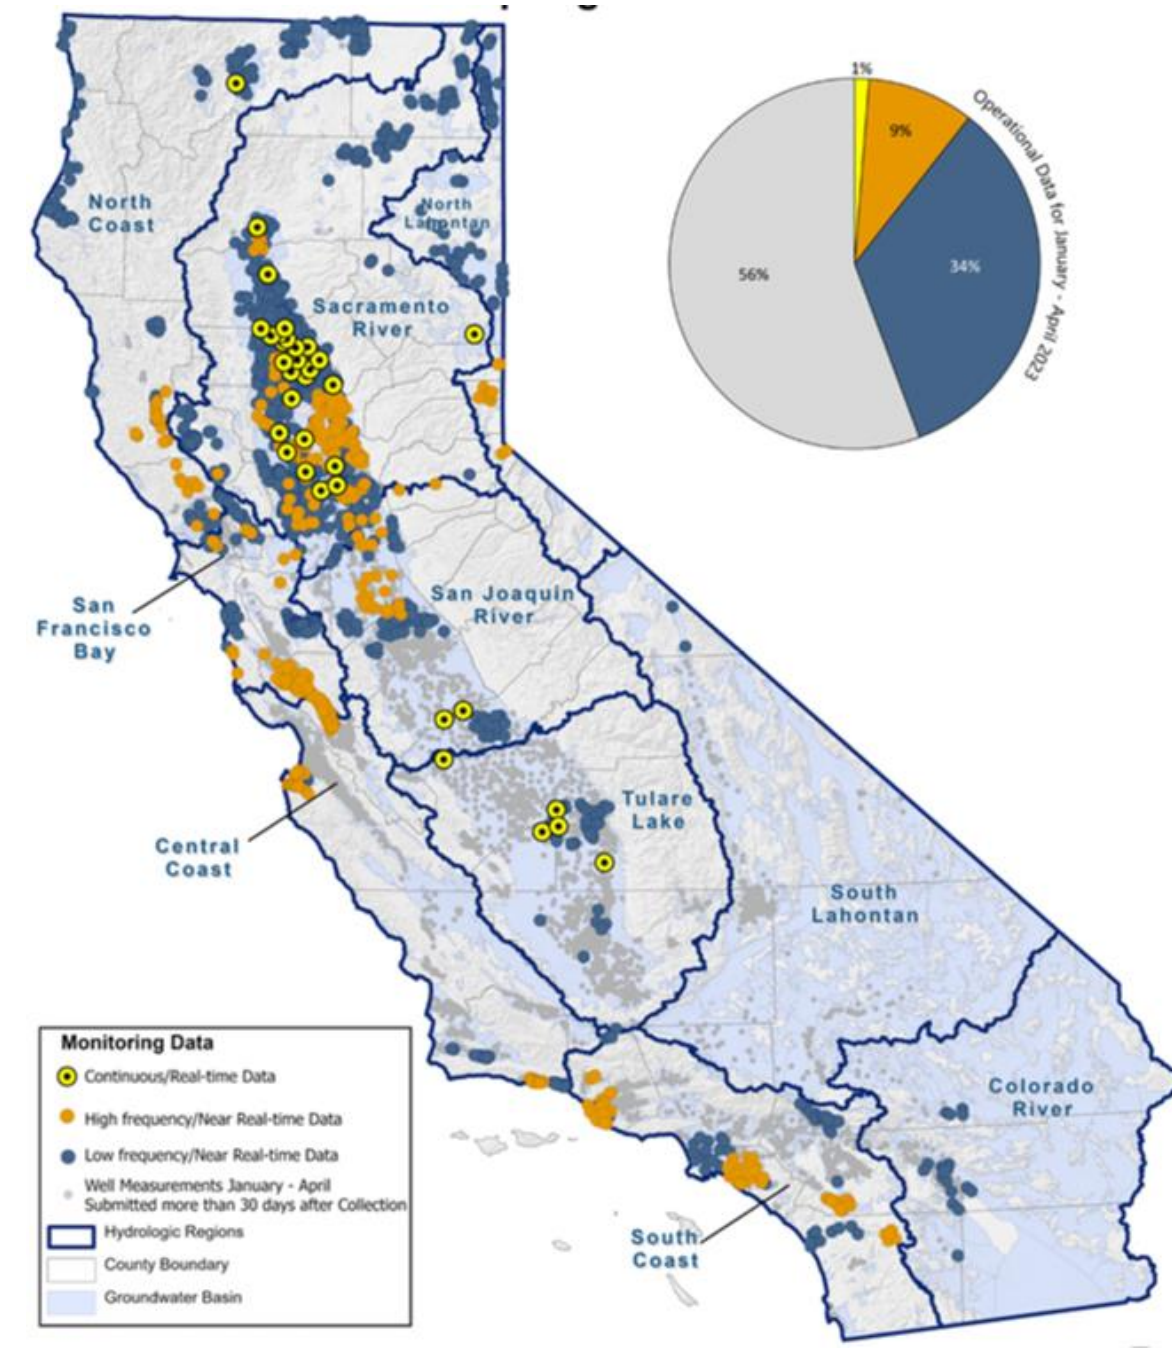 1%
9%
34%
56%
Operational Data for January - April 2023
North
Coast
North
Lahontan
Sacramento
River
San Joaquin
River
San
Francisco
Bay
Tulare
Lake
Central
Coast
South
Lahontan
Colorado
River
South
Coast
Monitoring Data
Continuous/Real-time Data
High frequency/Near Real-time Data
Low frequency/Near Real-time Data
Well Measurements January - April
Submitted more than 30 days after Collection
Hydrologic Regions
County Boundary
Groundwater Basin